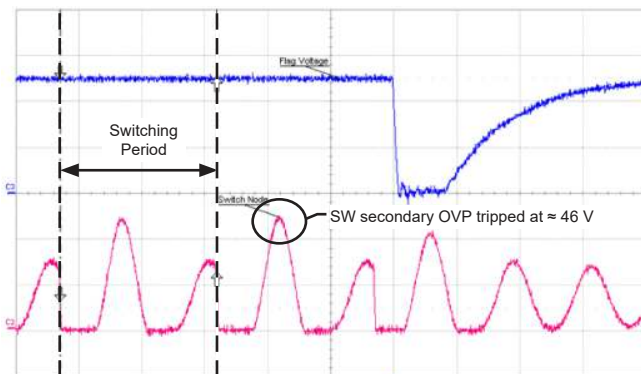 Flag Voltage
Switching
Period
Switch Node
SW secondary OVP tripped at ≈ 46 V